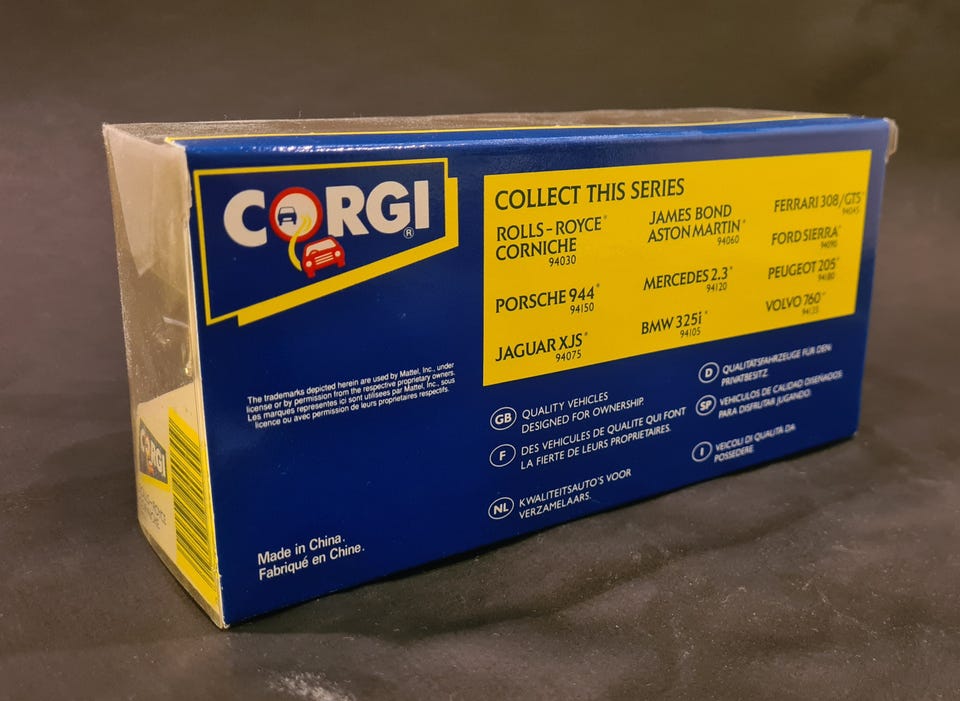 CORGI®
COLLECT THIS SERIES
ROLLS-ROYCE*
CORNICHE
94030
PORSCHE 944*
94150
JAGUAR XJS*
94075
JAMES BOND
ASTON MARTIN*
94060
MERCEDES 2.3*
94120
BMW 325i*
94105
FERRARI 308/GTS*
94045
FORD SIERRA*
94090
PEUGEOT 205*
94180
VOLVO 760*
94135
The trademarks depicted herein are used by Mattel, Inc., under
license or by permission from the respective proprietary owners.
Les marques representes ici sont utilisées par Mattel, Inc., sous
licence ou avec permission de leurs proprietaires respectifs.
GB QUALITY VEHICLES
DESIGNED FOR OWNERSHIP.
F DES VEHICULES DE QUALITE QUI FONT
LA FIERTE DE LEURS PROPRIETAIRES.
NL KWALITEITSAUTO'S VOOR
VERZAMELAARS.
D QUALITÄTSFAHRZEUGE FÜR DEN
PRIVATBESITZ.
SP VEHICULOS DE CALIDAD DISEÑADOS
PARA DISFRUTAR JUGANDO.
I VEICOLI DI QUALITA DA
POSSEDERE.
Made in China.
Fabriqué en Chine.
CORGI
ROLLS-ROYCE
CORNICHE